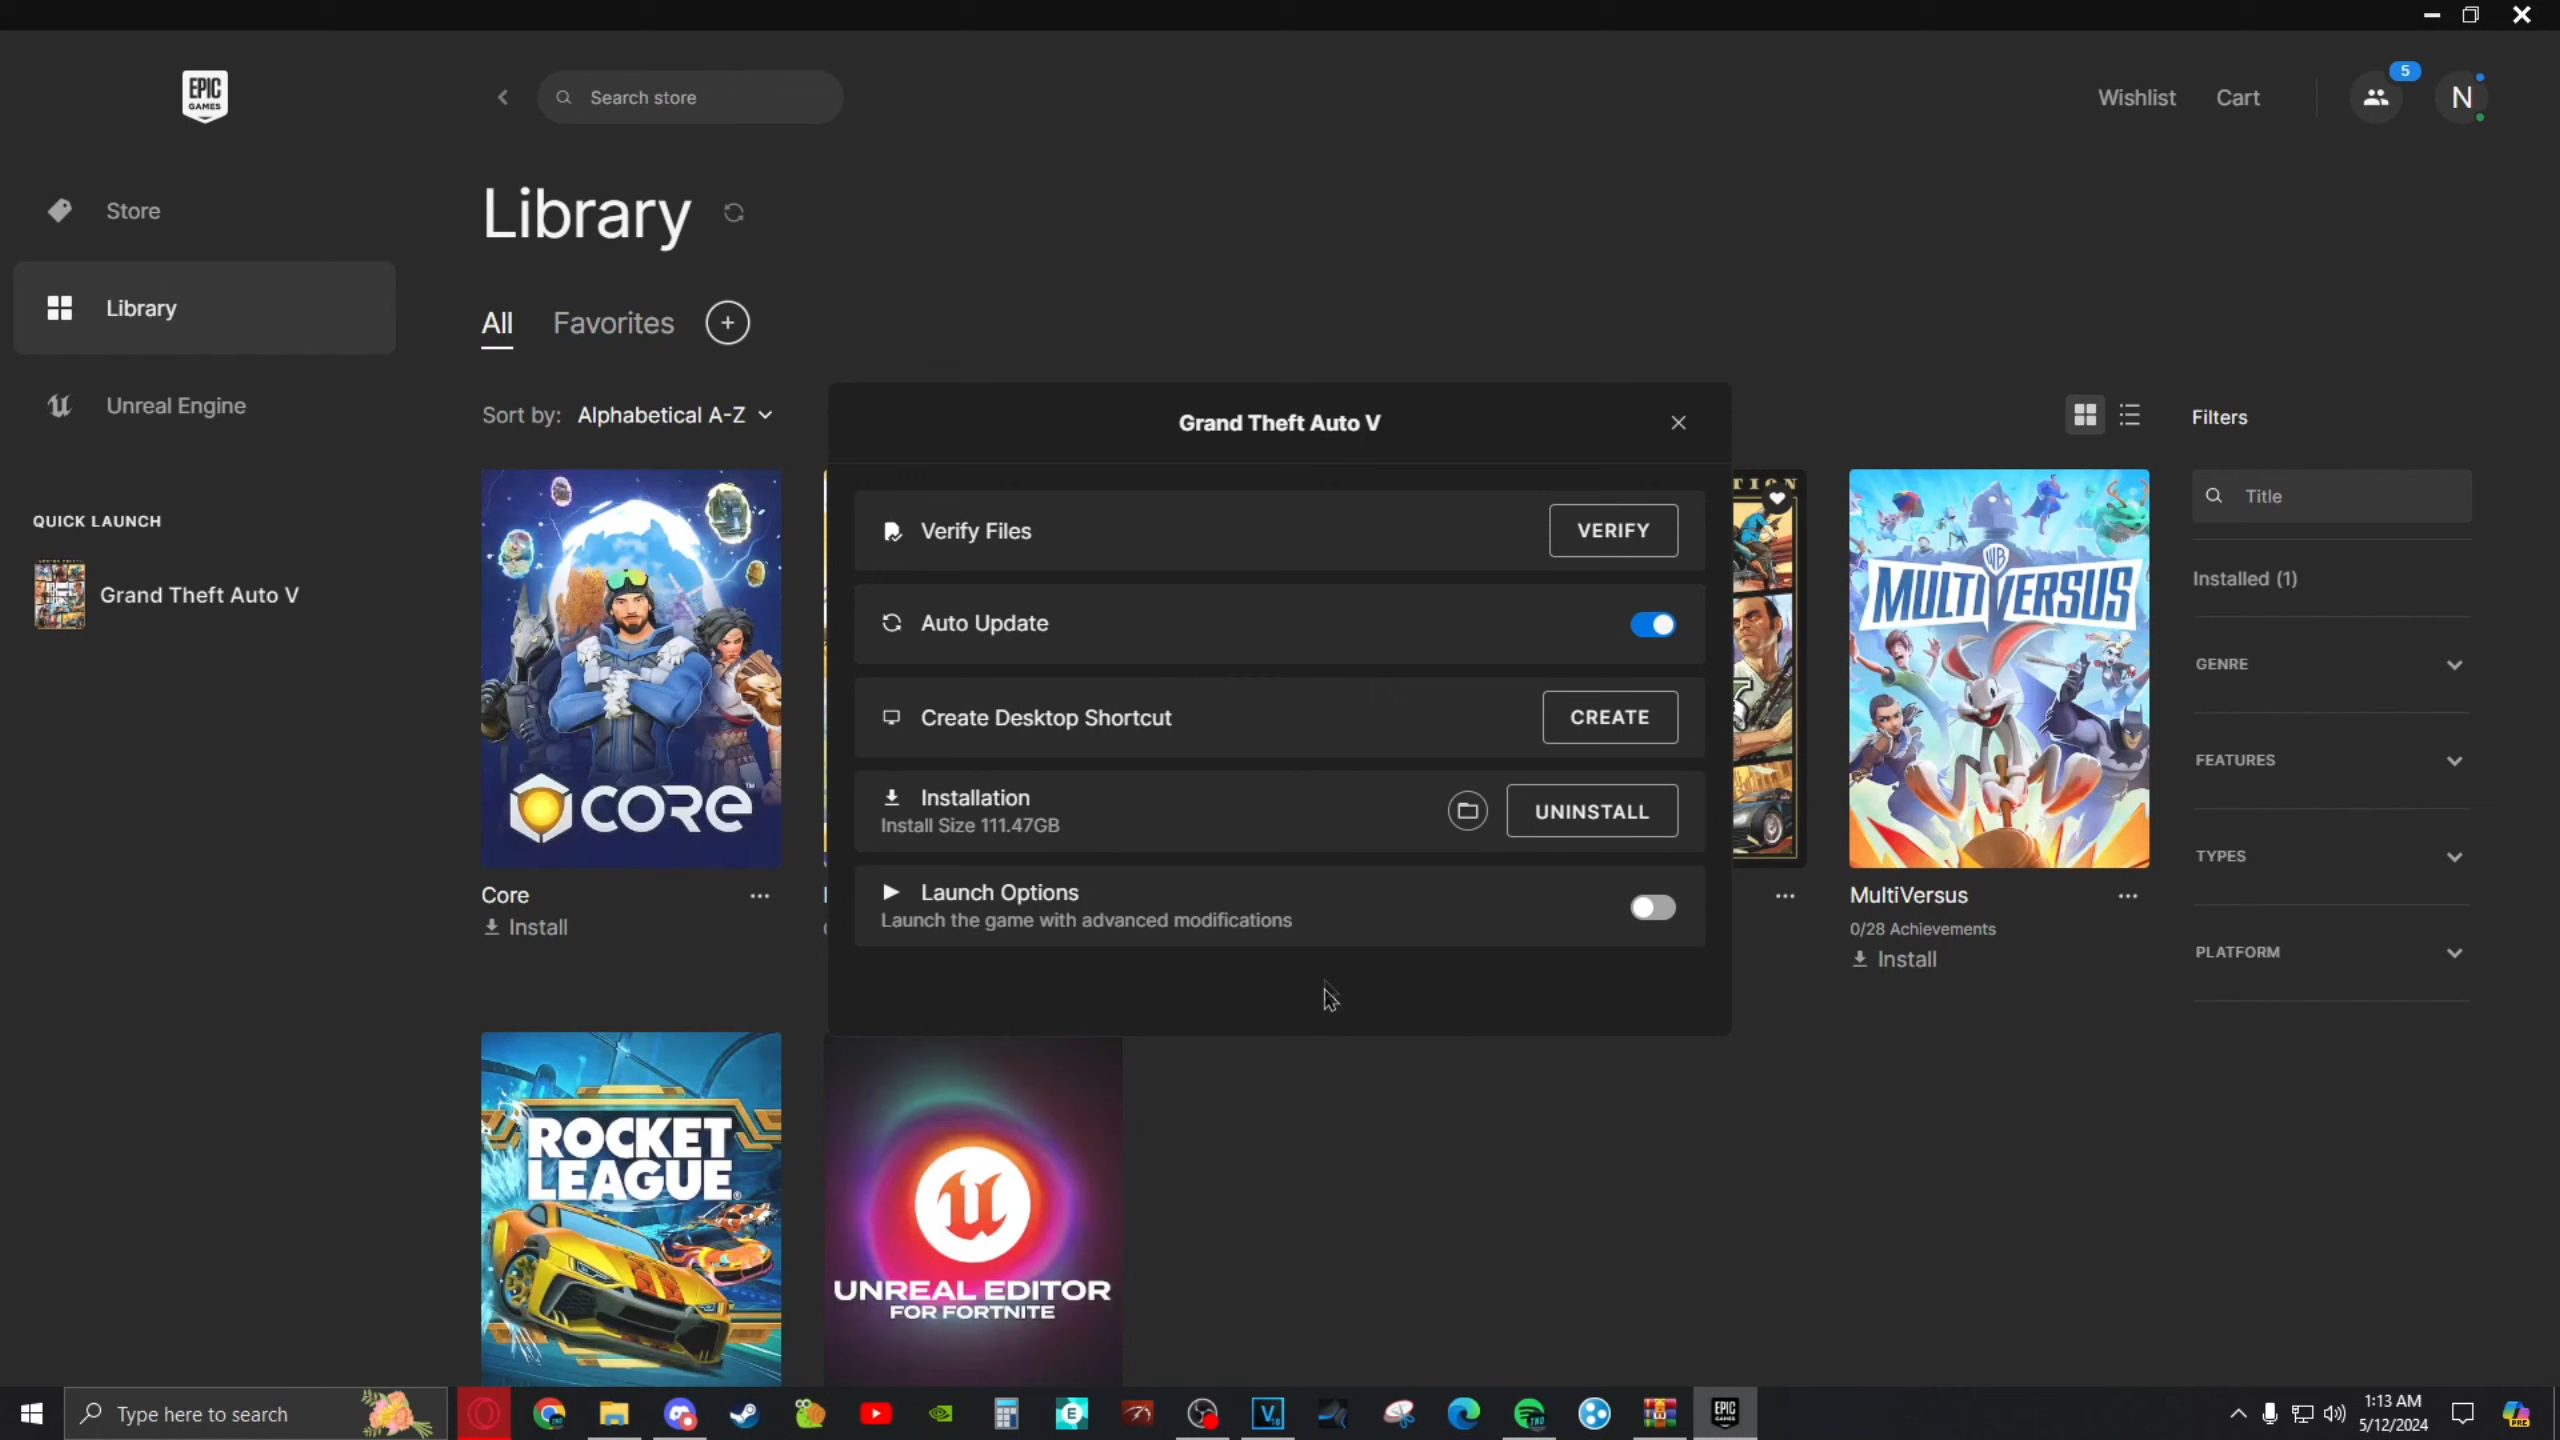 EPIC
GAMES
Search store
Wishlist
Cart
5
N
Store
Library
Unreal Engine
QUICK LAUNCH
Grand Theft Auto V
Library
All
Favorites
Sort by: Alphabetical A-Z
Filters
Title
Installed (1)
GENRE
FEATURES
TYPES
PLATFORM
Grand Theft Auto V
Verify Files
VERIFY
Auto Update
Create Desktop Shortcut
CREATE
Installation
Install Size 111.47GB
UNINSTALL
Launch Options
Launch the game with advanced modifications
CORE
Core
Install
WB
MULTIVERSUS
MultiVersus
0/28 Achievements
Install
ROCKET
LEAGUE
UNREAL EDITOR
FOR FORTNITE
Type here to search
EPIC
GAMES
1:13 AM
5/12/2024
PRE